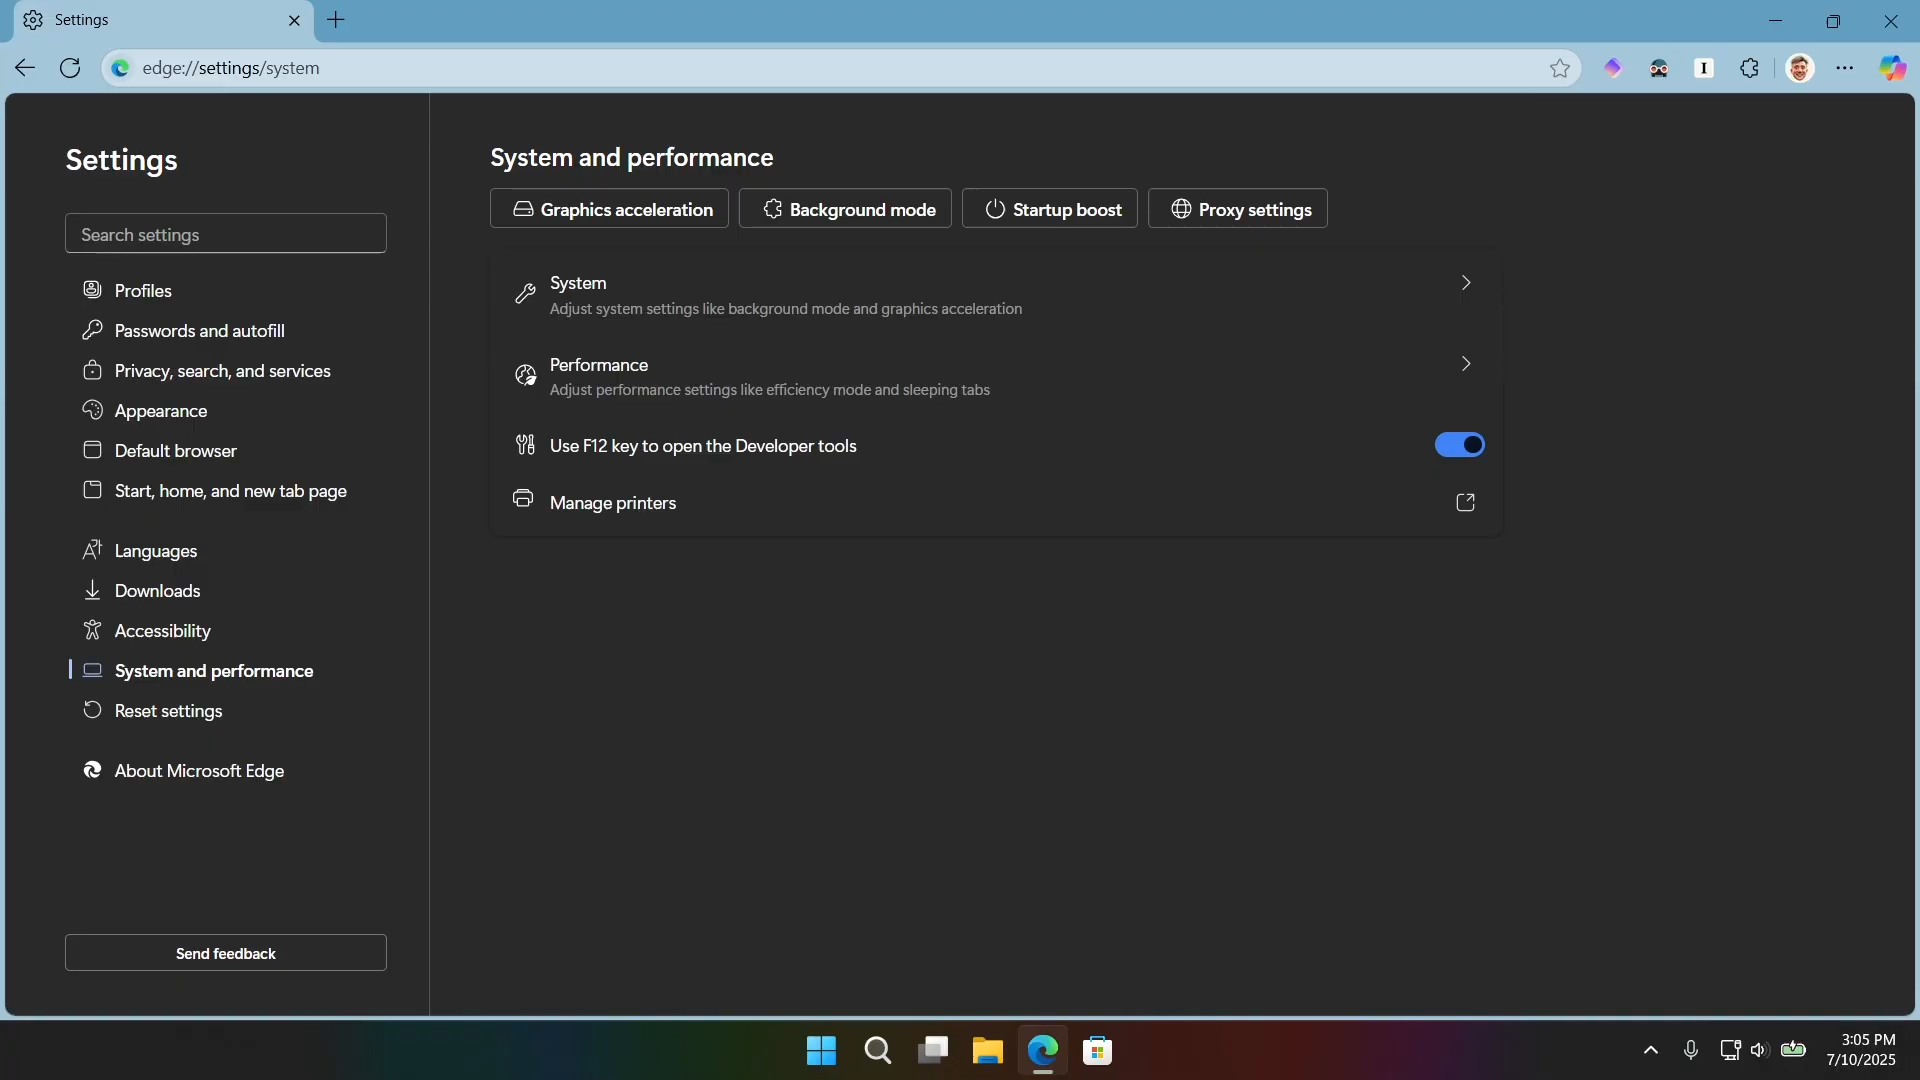 Settings
edge://settings/system
I
Settings
Search settings
Profiles
Passwords and autofill
Privacy, search, and services
Appearance
Default browser
Start, home, and new tab page
Languages
Downloads
Accessibility
System and performance
Reset settings
About Microsoft Edge
Send feedback
System and performance
Graphics acceleration
Background mode
Startup boost
Proxy settings
System
Adjust system settings like background mode and graphics acceleration
Performance
Adjust performance settings like efficiency mode and sleeping tabs
Use F12 key to open the Developer tools
Manage printers
3:05 PM
7/10/2025